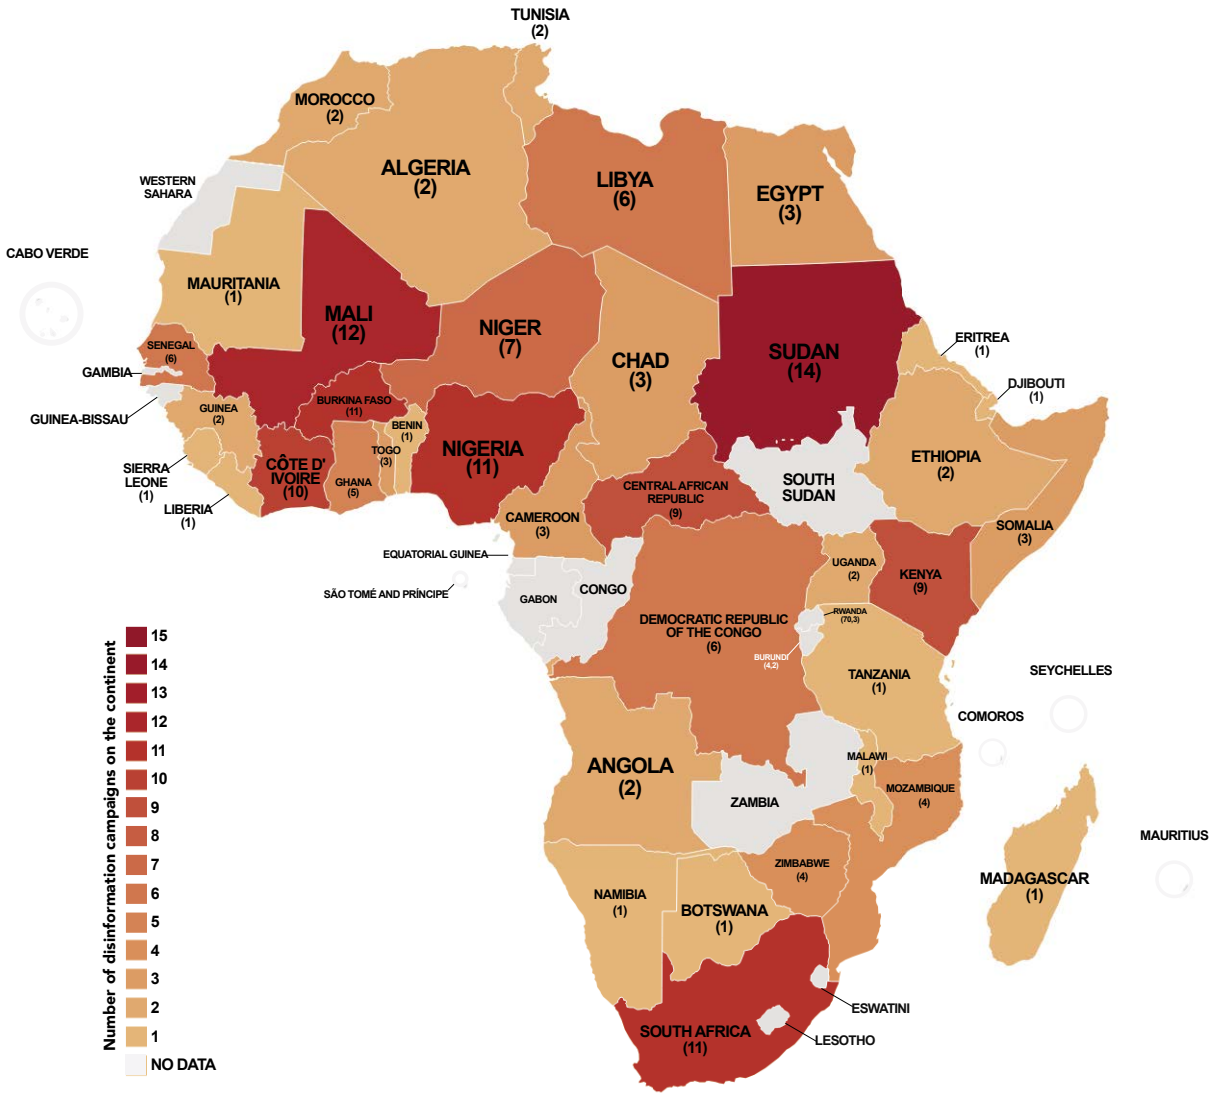 TUNISIA
(2)
MOROCCO
(2)
ALGERIA
(2)
LIBYA
(6)
EGYPT
(3)
WESTERN
SAHARA
CABO VERDE
MAURITANIA
(1)
MALI
(12)
NIGER
(7)
CHAD
(3)
SUDAN
(14)
ERITREA
(1)
DJIBOUTI
(1)
SENEGAL
(6)
GAMBIA
GUINEA-BISSAU
GUINEA
(2)
BURKINA FASO
(11)
BENIN
(1)
TOGO
(3)
NIGERIA
(11)
CÔTE D'
IVOIRE
(10)
GHANA
(5)
SIERRA
LEONE
(1)
LIBERIA
(1)
CENTRAL AFRICAN
REPUBLIC
(9)
SOUTH
SUDAN
ETHIOPIA
(2)
SOMALIA
(3)
CAMEROON
(3)
EQUATORIAL GUINEA
SÃO TOMÉ AND PRÍNCIPE
GABON
CONGO
UGANDA
(2)
KENYA
(9)
DEMOCRATIC REPUBLIC
OF THE CONGO
(6)
RWANDA
(70,3)
BURUNDI
(4,2)
TANZANIA
(1)
SEYCHELLES
COMOROS
ANGOLA
(2)
ZAMBIA
MALAWI
(1)
MOZAMBIQUE
(4)
MAURITIUS
ZIMBABWE
(4)
MADAGASCAR
(1)
NAMIBIA
(1)
BOTSWANA
(1)
ESWATINI
SOUTH AFRICA
(11)
LESOTHO
Number of disinformation campaigns on the continent
15
14
13
12
11
10
9
8
7
6
5
4
3
2
1
NO DATA